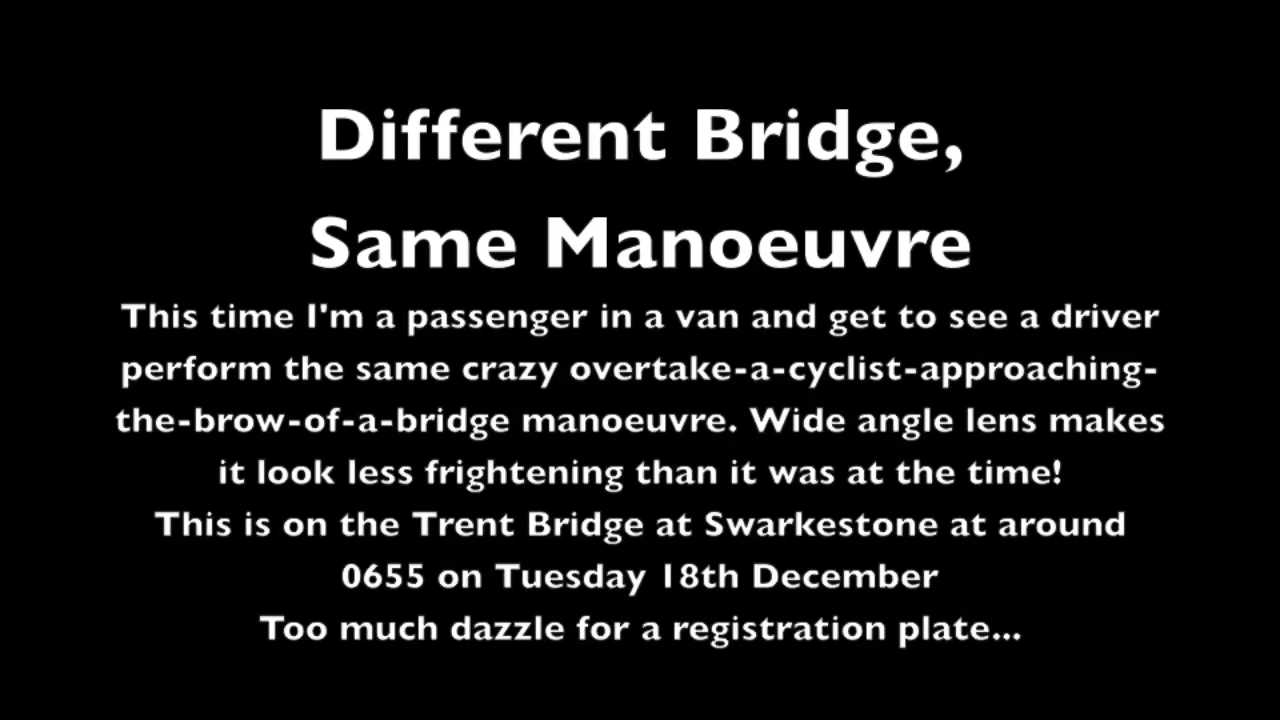 Different Bridge,
Same Manoeuvre
This time I'm a passenger in a van and get to see a driver
perform the same crazy overtake-a-cyclist-approaching-
the-brow-of-a-bridge manoeuvre. Wide angle lens makes
it look less frightening than it was at the time!
This is on the Trent Bridge at Swarkestone at around
0655 on Tuesday 18th December
Too much dazzle for a registration plate...